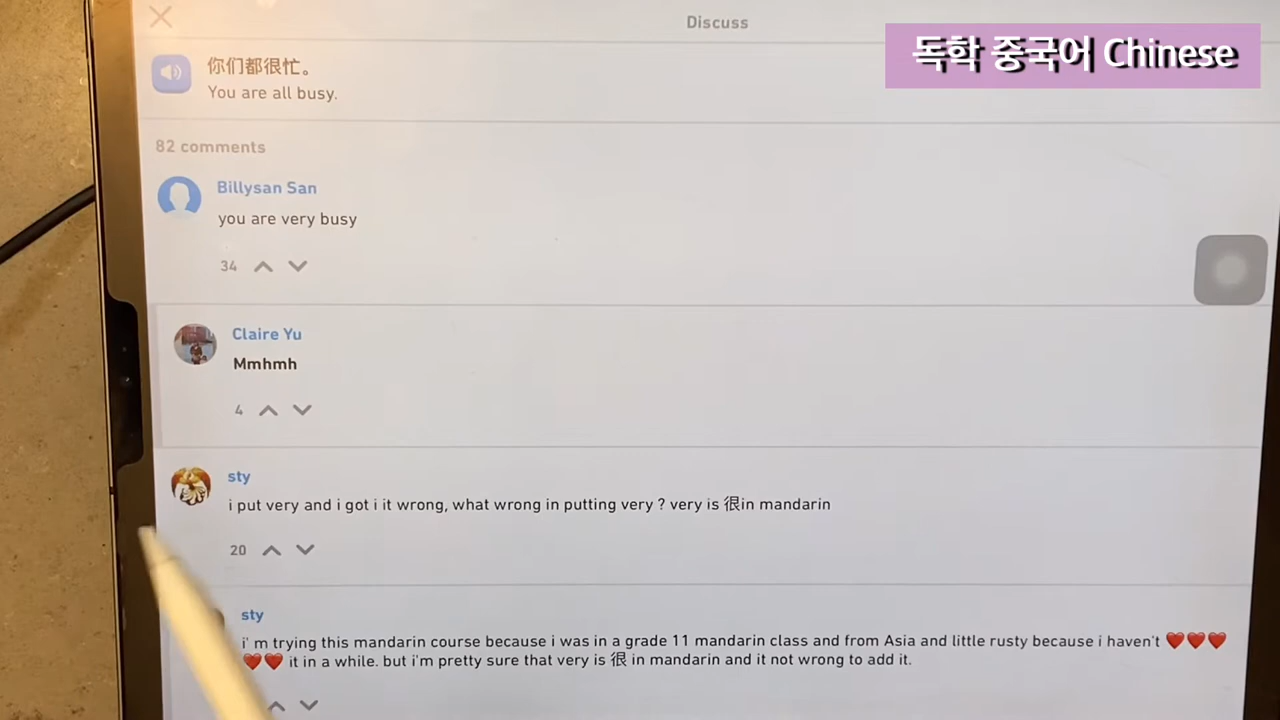 Discuss
독학 중국어 Chinese
你们都很忙。
You are all busy.
82 comments
Billysan San
you are very busy
34
Claire Yu
Mmhmh
4
sty
i put very and i got i it wrong, what wrong in putting very ? very is 很in mandarin
20
sty
i' m trying this mandarin course because i was in a grade 11 mandarin class and from Asia and little rusty because i haven't ❤️❤️❤️
❤️❤️ it in a while. but i'm pretty sure that very is 很 in mandarin and it not wrong to add it.